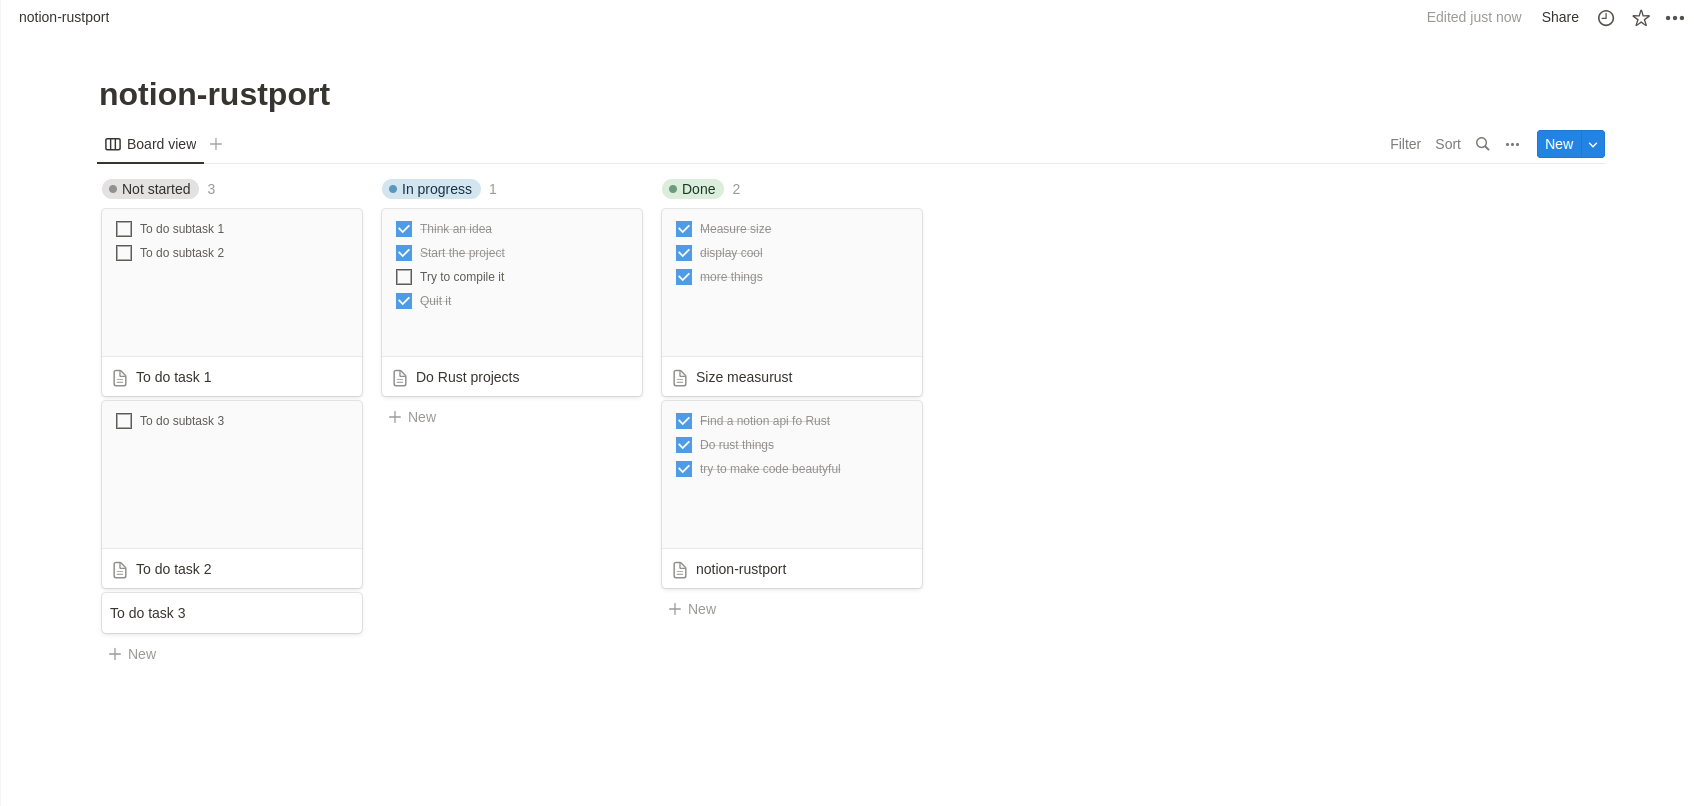 notion-rustport
Edited just now Share
notion-rustport
Board view
Filter Sort New
Not started 3
To do subtask 1
To do subtask 2
To do task 1
To do subtask 3
To do task 2
To do task 3
New
In progress 1
Think an idea
Start the project
Try to compile it
Quit it
Do Rust projects
New
Done 2
Measure size
display cool
more things
Size measurust
Find a notion api fo Rust
Do rust things
try to make code beautyful
notion-rustport
New